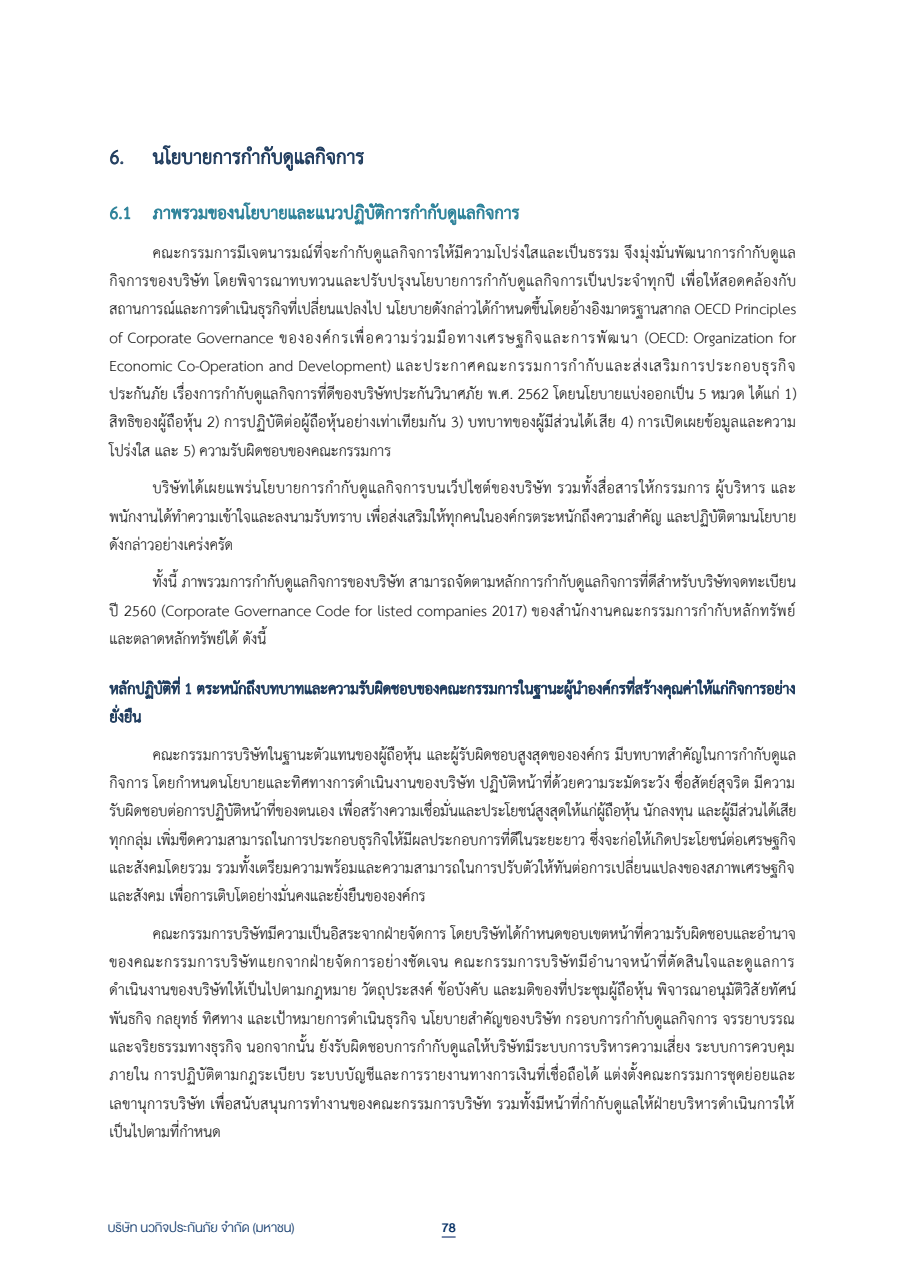 6. นโยบายการกำกับดูแลกิจการ
6.1 ภาพรวมของนโยบายและแนวปฏิบัติการกำกับดูแลกิจการ
คณะกรรมการมีเจตนารมณ์ที่จะกำกับดูแลกิจการให้มีความโปร่งใสและเป็นธรรม จึงมุ่งมั่นพัฒนาการกำกับดูแล
กิจการของบริษัท โดยพิจารณาทบทวนและปรับปรุงนโยบายการกำกับดูแลกิจการเป็นประจำทุกปี เพื่อให้สอดคล้องกับ
สถานการณ์และการดำเนินธุรกิจที่เปลี่ยนแปลงไป นโยบายดังกล่าวได้กำหนดขึ้นโดยอ้างอิงมาตรฐานสากล OECD Principles
of Corporate Governance ขององค์กรเพื่อความร่วมมือทางเศรษฐกิจและการพัฒนา (OECD: Organization for
Economic Co-Operation and Development) และประกาศคณะกรรมการกำกับและส่งเสริมการประกอบธุรกิจ
ประกันภัย เรื่องการกำกับดูแลกิจการที่ดีของบริษัทประกันวินาศภัย พ.ศ. 2562 โดยนโยบายแบ่งออกเป็น 5 หมวด ได้แก่ 1)
สิทธิของผู้ถือหุ้น 2) การปฏิบัติต่อผู้ถือหุ้นอย่างเท่าเทียมกัน 3) บทบาทของผู้มีส่วนได้เสีย 4) การเปิดเผยข้อมูลและความ
โปร่งใส และ 5) ความรับผิดชอบของคณะกรรมการ
บริษัทได้เผยแพร่นโยบายการกำกับดูแลกิจการบนเว็บไซต์ของบริษัท รวมทั้งสื่อสารให้กรรมการ ผู้บริหาร และ
พนักงานได้ทำความเข้าใจและลงนามรับทราบ เพื่อส่งเสริมให้ทุกคนในองค์กรตระหนักถึงความสำคัญ และปฏิบัติตามนโยบาย
ดังกล่าวอย่างเคร่งครัด
ทั้งนี้ ภาพรวมการกำกับดูแลกิจการของบริษัท สามารถจัดตามหลักการกำกับดูแลกิจการที่ดีสำหรับบริษัทจดทะเบียน
ปี 2560 (Corporate Governance Code for listed companies 2017) ของสำนักงานคณะกรรมการกำกับหลักทรัพย์
และตลาดหลักทรัพย์ได้ ดังนี้
หลักปฏิบัติที่ 1 ตระหนักถึงบทบาทและความรับผิดชอบของคณะกรรมการในฐานะผู้นำองค์กรที่สร้างคุณค่าให้แก่กิจการอย่าง
ยั่งยืน
คณะกรรมการบริษัทในฐานะตัวแทนของผู้ถือหุ้น และผู้รับผิดชอบสูงสุดขององค์กร มีบทบาทสำคัญในการกำกับดูแล
กิจการ โดยกำหนดนโยบายและทิศทางการดำเนินงานของบริษัท ปฏิบัติหน้าที่ด้วยความระมัดระวัง ซื่อสัตย์สุจริต มีความ
รับผิดชอบต่อการปฏิบัติหน้าที่ของตนเอง เพื่อสร้างความเชื่อมั่นและประโยชน์สูงสุดให้แก่ผู้ถือหุ้น นักลงทุน และผู้มีส่วนได้เสีย
ทุกกลุ่ม เพิ่มขีดความสามารถในการประกอบธุรกิจให้มีผลประกอบการที่ดีในระยะยาว ซึ่งจะก่อให้เกิดประโยชน์ต่อเศรษฐกิจ
และสังคมโดยรวม รวมทั้งเตรียมความพร้อมและความสามารถในการปรับตัวให้ทันต่อการเปลี่ยนแปลงของสภาพเศรษฐกิจ
และสังคม เพื่อการเติบโตอย่างมั่นคงและยั่งยืนขององค์กร
คณะกรรมการบริษัทมีความเป็นอิสระจากฝ่ายจัดการ โดยบริษัทได้กำหนดขอบเขตหน้าที่ความรับผิดชอบและอำนาจ
ของคณะกรรมการบริษัทแยกจากฝ่ายจัดการอย่างชัดเจน คณะกรรมการบริษัทมีอำนาจหน้าที่ตัดสินใจและดูแลการ
ดำเนินงานของบริษัทให้เป็นไปตามกฎหมาย วัตถุประสงค์ ข้อบังคับ และมติของที่ประชุมผู้ถือหุ้น พิจารณาอนุมัติวิสัยทัศน์
พันธกิจ กลยุทธ์ ทิศทาง และเป้าหมายการดำเนินธุรกิจ นโยบายสำคัญของบริษัท กรอบการกำกับดูแลกิจการ จรรยาบรรณ
และจริยธรรมทางธุรกิจ นอกจากนั้น ยังรับผิดชอบการกำกับดูแลให้บริษัทมีระบบการบริหารความเสี่ยง ระบบการควบคุม
ภายใน การปฏิบัติตามกฎระเบียบ ระบบบัญชีและการรายงานทางการเงินที่เชื่อถือได้ แต่งตั้งคณะกรรมการชุดย่อยและ
เลขานุการบริษัท เพื่อสนับสนุนการทำงานของคณะกรรมการบริษัท รวมทั้งมีหน้าที่กำกับดูแลให้ฝ่ายบริหารดำเนินการให้
เป็นไปตามที่กำหนด
บริษัท นวกิจประกันภัย จำกัด (มหาชน) 78